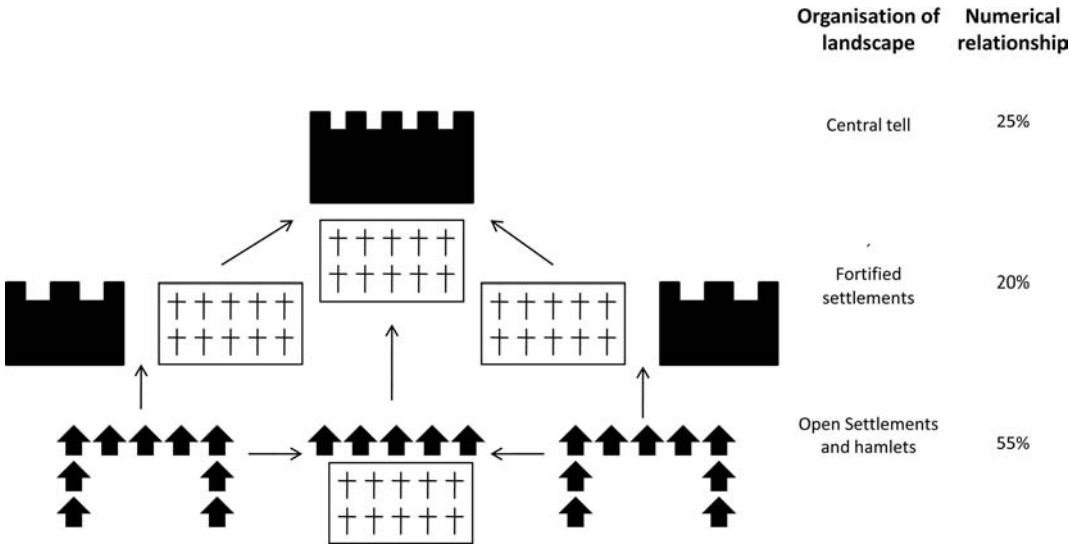 Organisation of landscape
Numerical relationship
Central tell
25%
Fortified settlements
20%
Open Settlements and hamlets
55%